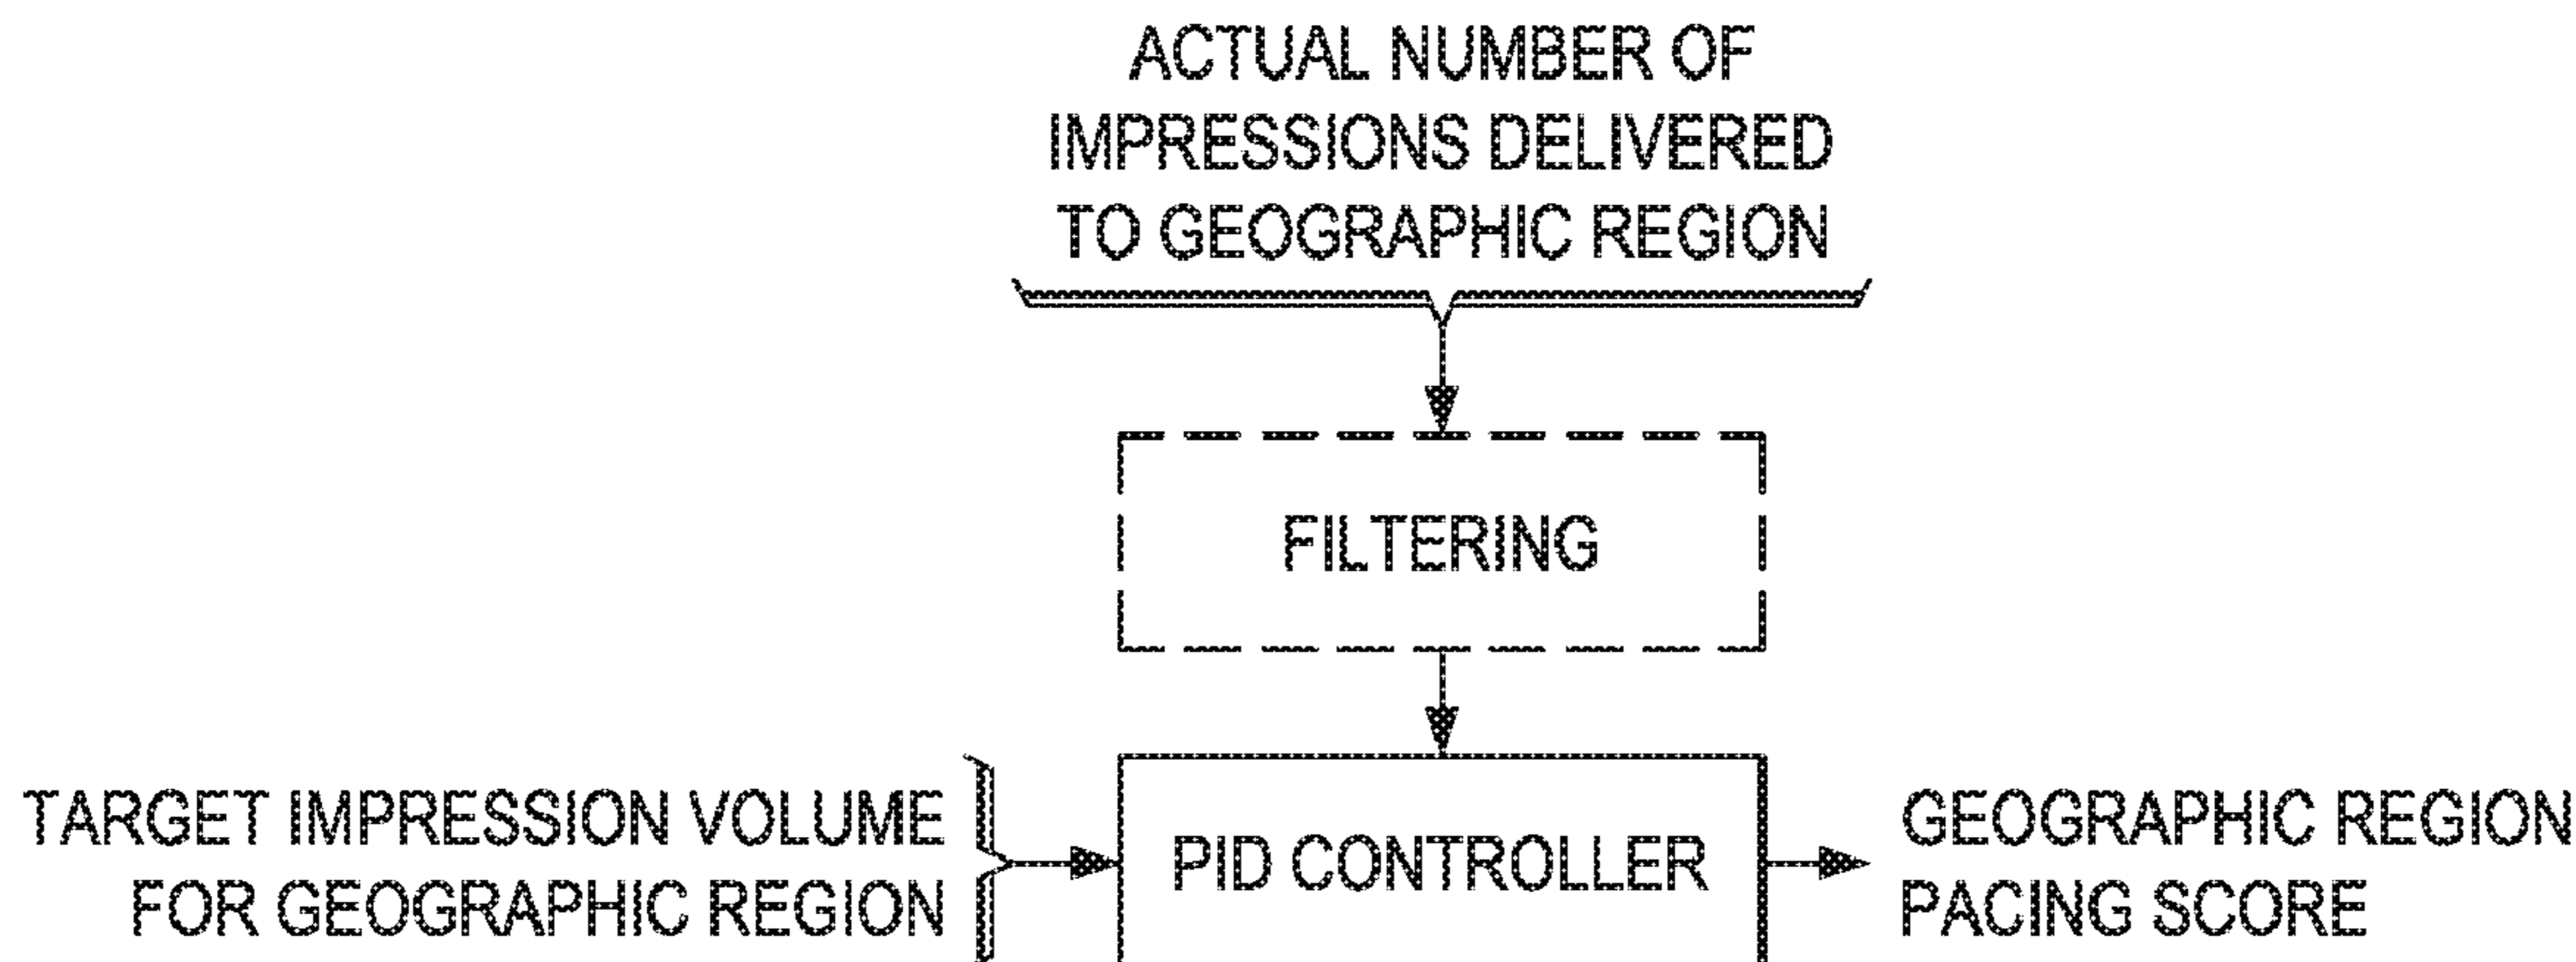 ACTUAL NUMBER OF
IMPRESSIONS DELIVERED
TO GEOGRAPHIC REGION
FILTERING
TARGET IMPRESSION VOLUME
FOR GEOGRAPHIC REGION
PID CONTROLLER
GEOGRAPHIC REGION
PACING SCORE